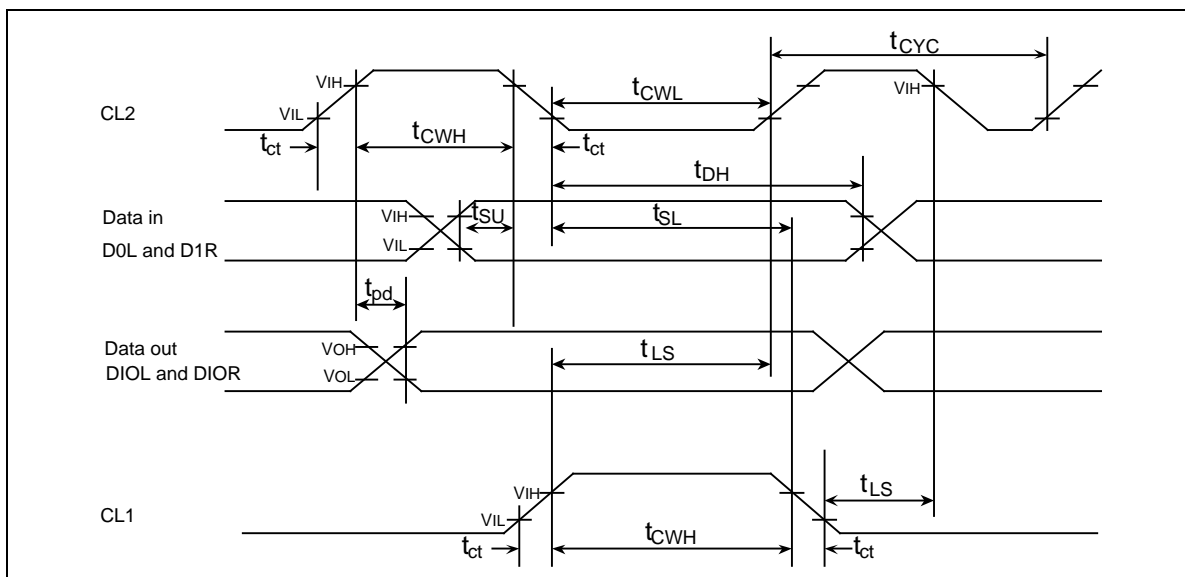 tCYC
VIH
tCWL
VIH
CL2
VIL
tct
tCWH
tct
tDH
Data in
VIH
tSU
tSL
D0L and D1R
VIL
tpd
Data out
VOH
tLS
DIOL and DIOR
VOL
VIH
tLS
CL1
VIL
tct
tCWH
tct